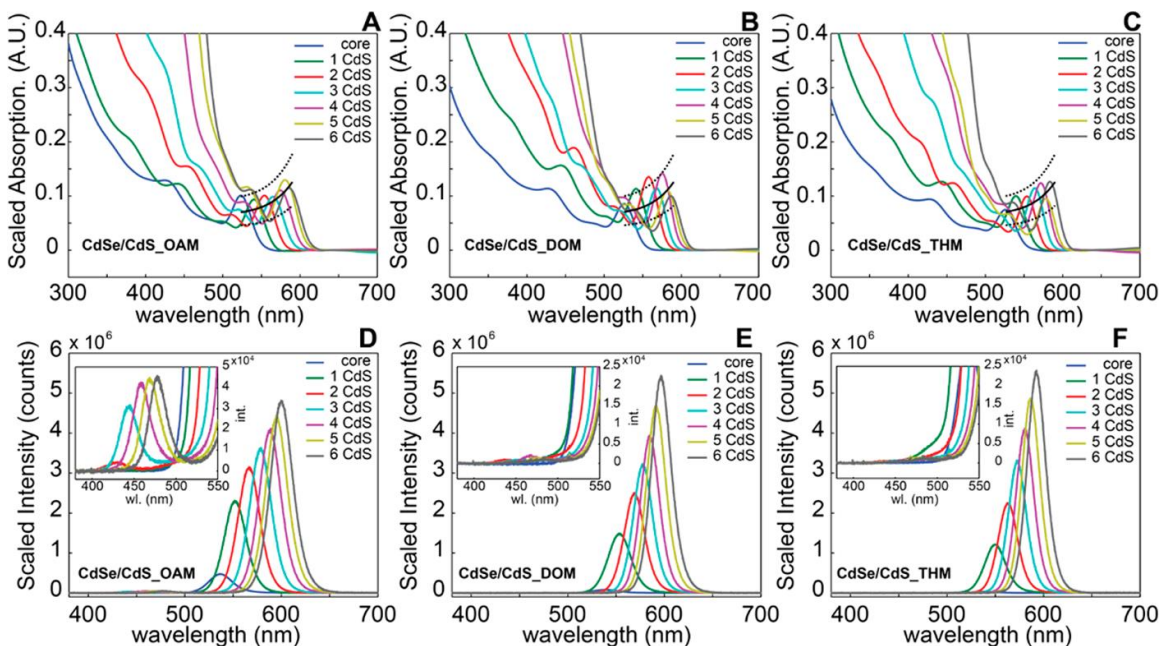 A
Scaled Absorption. (A.U.)
0.4
0.3
0.2
0.1
0
core
1 CdS
2 CdS
3 CdS
4 CdS
5 CdS
6 CdS
CdSe/CdS_OAM
300 400 500 600 700
wavelength (nm)
B
Scaled Absorption. (A.U.)
0.4
0.3
0.2
0.1
0
core
1 CdS
2 CdS
3 CdS
4 CdS
5 CdS
6 CdS
CdSe/CdS_DOM
300 400 500 600 700
wavelength (nm)
C
Scaled Absorption. (A.U.)
0.4
0.3
0.2
0.1
0
core
1 CdS
2 CdS
3 CdS
4 CdS
5 CdS
6 CdS
CdSe/CdS_THM
300 400 500 600 700
wavelength (nm)
D
x 10⁶
Scaled Intensity (counts)
6
5
4
3
2
1
0
x10⁴
5
4
3
2
1
0
int.
400 450 500 550
wl. (nm)
core
1 CdS
2 CdS
3 CdS
4 CdS
5 CdS
6 CdS
CdSe/CdS_OAM
400 500 600 700
wavelength (nm)
E
x 10⁶
Scaled Intensity (counts)
6
5
4
3
2
1
0
x10⁴
2.5
2
1.5
1
0.5
0
int.
400 450 500 550
wl. (nm)
core
1 CdS
2 CdS
3 CdS
4 CdS
5 CdS
6 CdS
CdSe/CdS_DOM
400 500 600 700
wavelength (nm)
F
x 10⁶
Scaled Intensity (counts)
6
5
4
3
2
1
0
x10⁴
2.5
2
1.5
1
0.5
0
int.
400 450 500 550
wl. (nm)
core
1 CdS
2 CdS
3 CdS
4 CdS
5 CdS
6 CdS
CdSe/CdS_THM
400 500 600 700
wavelength (nm)